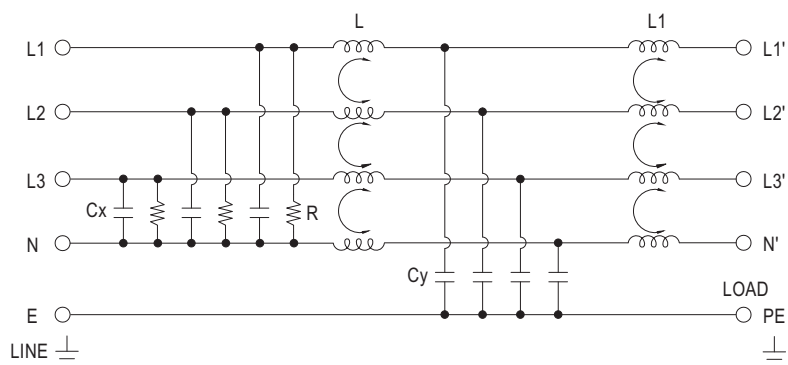 L L1
L1 L1'
L2 L2'
L3 L3'
Cx R
N N'
Cy
LOAD
E PE
LINE